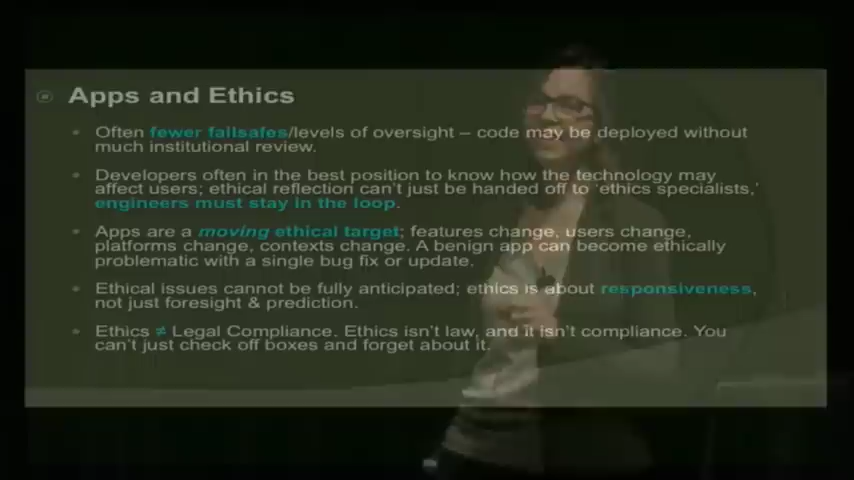 Apps and Ethics
Often fewer failsafes/levels of oversight – code may be deployed without
much institutional review.
Developers often in the best position to know how the technology may
affect users; ethical reflection can't just be handed off to 'ethics specialists,'
engineers must stay in the loop.
Apps are a moving ethical target; features change, users change,
platforms change, contexts change. A benign app can become ethically
problematic with a single bug fix or update.
Ethical issues cannot be fully anticipated; ethics is about responsiveness,
not just foresight & prediction.
Ethics ≠ Legal Compliance. Ethics isn't law, and it isn't compliance. You
can't just check off boxes and forget about it.